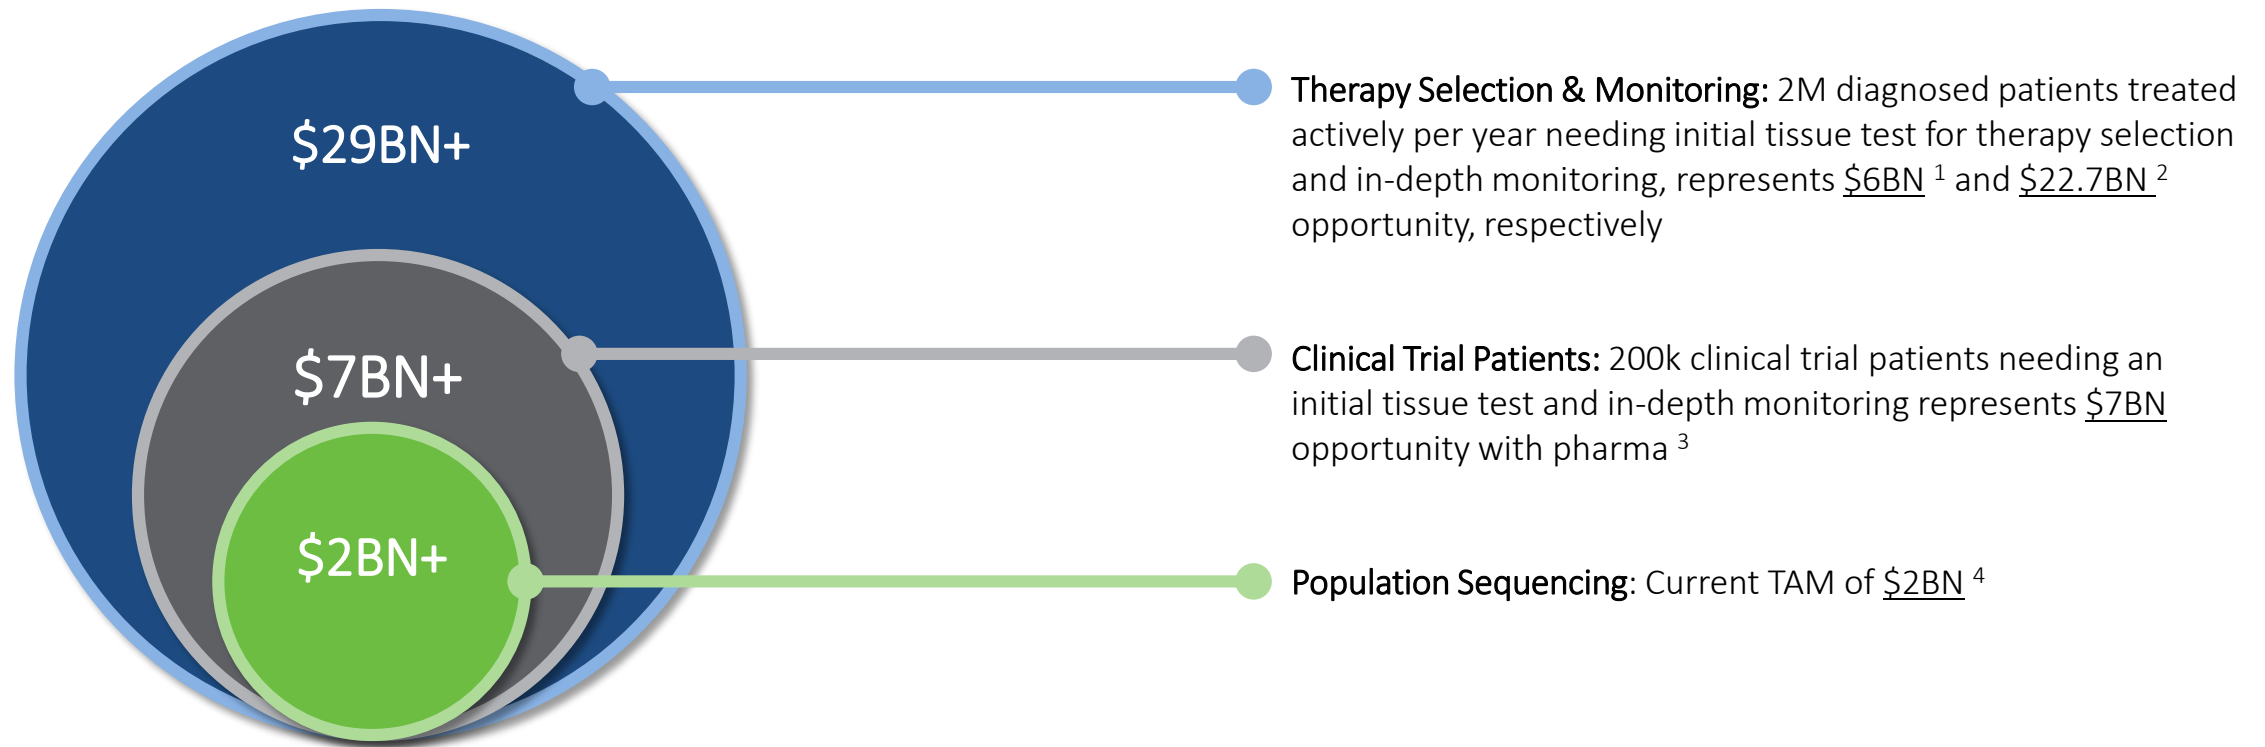 $29BN+
Therapy Selection & Monitoring: 2M diagnosed patients treated
actively per year needing initial tissue test for therapy selection
and in-depth monitoring, represents $6BN 1 and $22.7BN 2
opportunity, respectively
$7BN+
Clinical Trial Patients: 200k clinical trial patients needing an
initial tissue test and in-depth monitoring represents $7BN
opportunity with pharma 3
$2BN+
Population Sequencing: Current TAM of $2BN 4